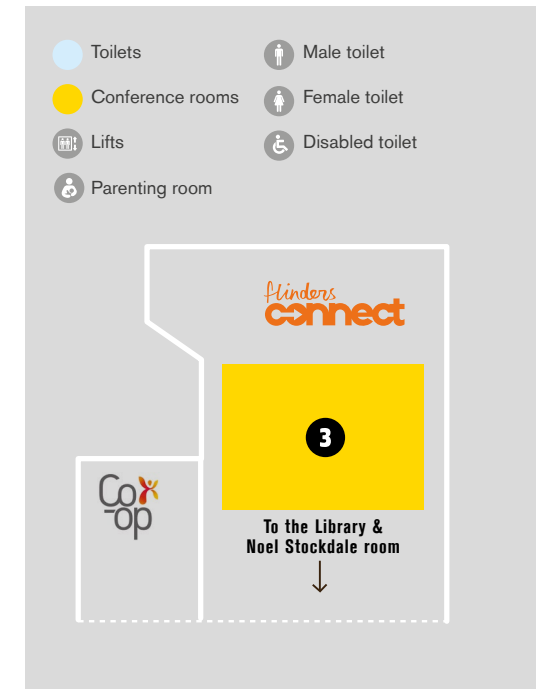 Toilets
Male toilet
Conference rooms
Female toilet
Lifts
Disabled toilet
Parenting room
flinders
connect
3
Co
-op
To the Library &
Noel Stockdale room